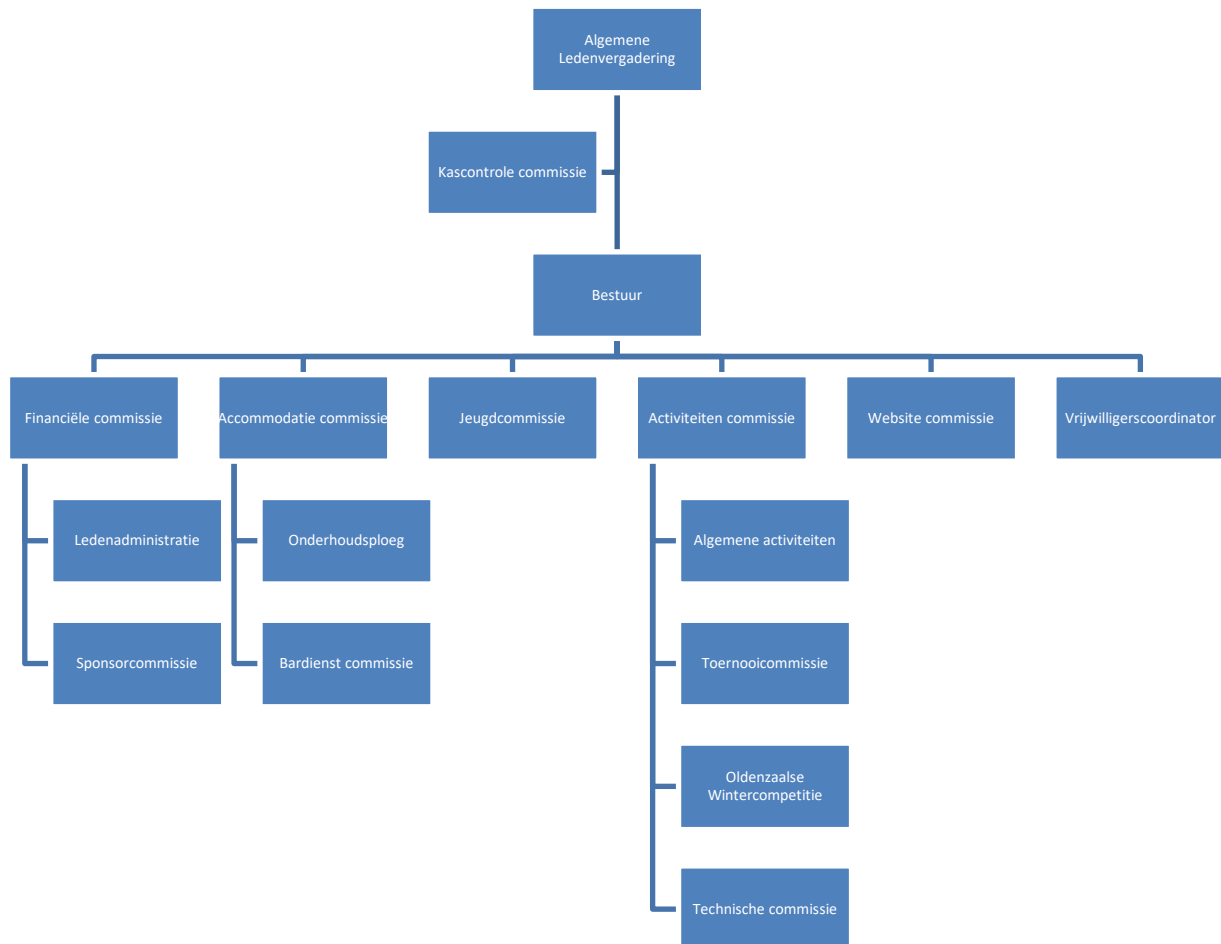 Algemene
Ledenvergadering
Kascontrole commissie
Bestuur
Financiële commissie
Accommodatie commissie
Jeugdcommissie
Activiteiten commissie
Website commissie
Vrijwilligerscoordinator
Ledenadministratie
Onderhoudsploeg
Algemene activiteiten
Sponsorcommissie
Bardienst commissie
Toernooicommissie
Oldenzaalse
Wintercompetitie
Technische commissie